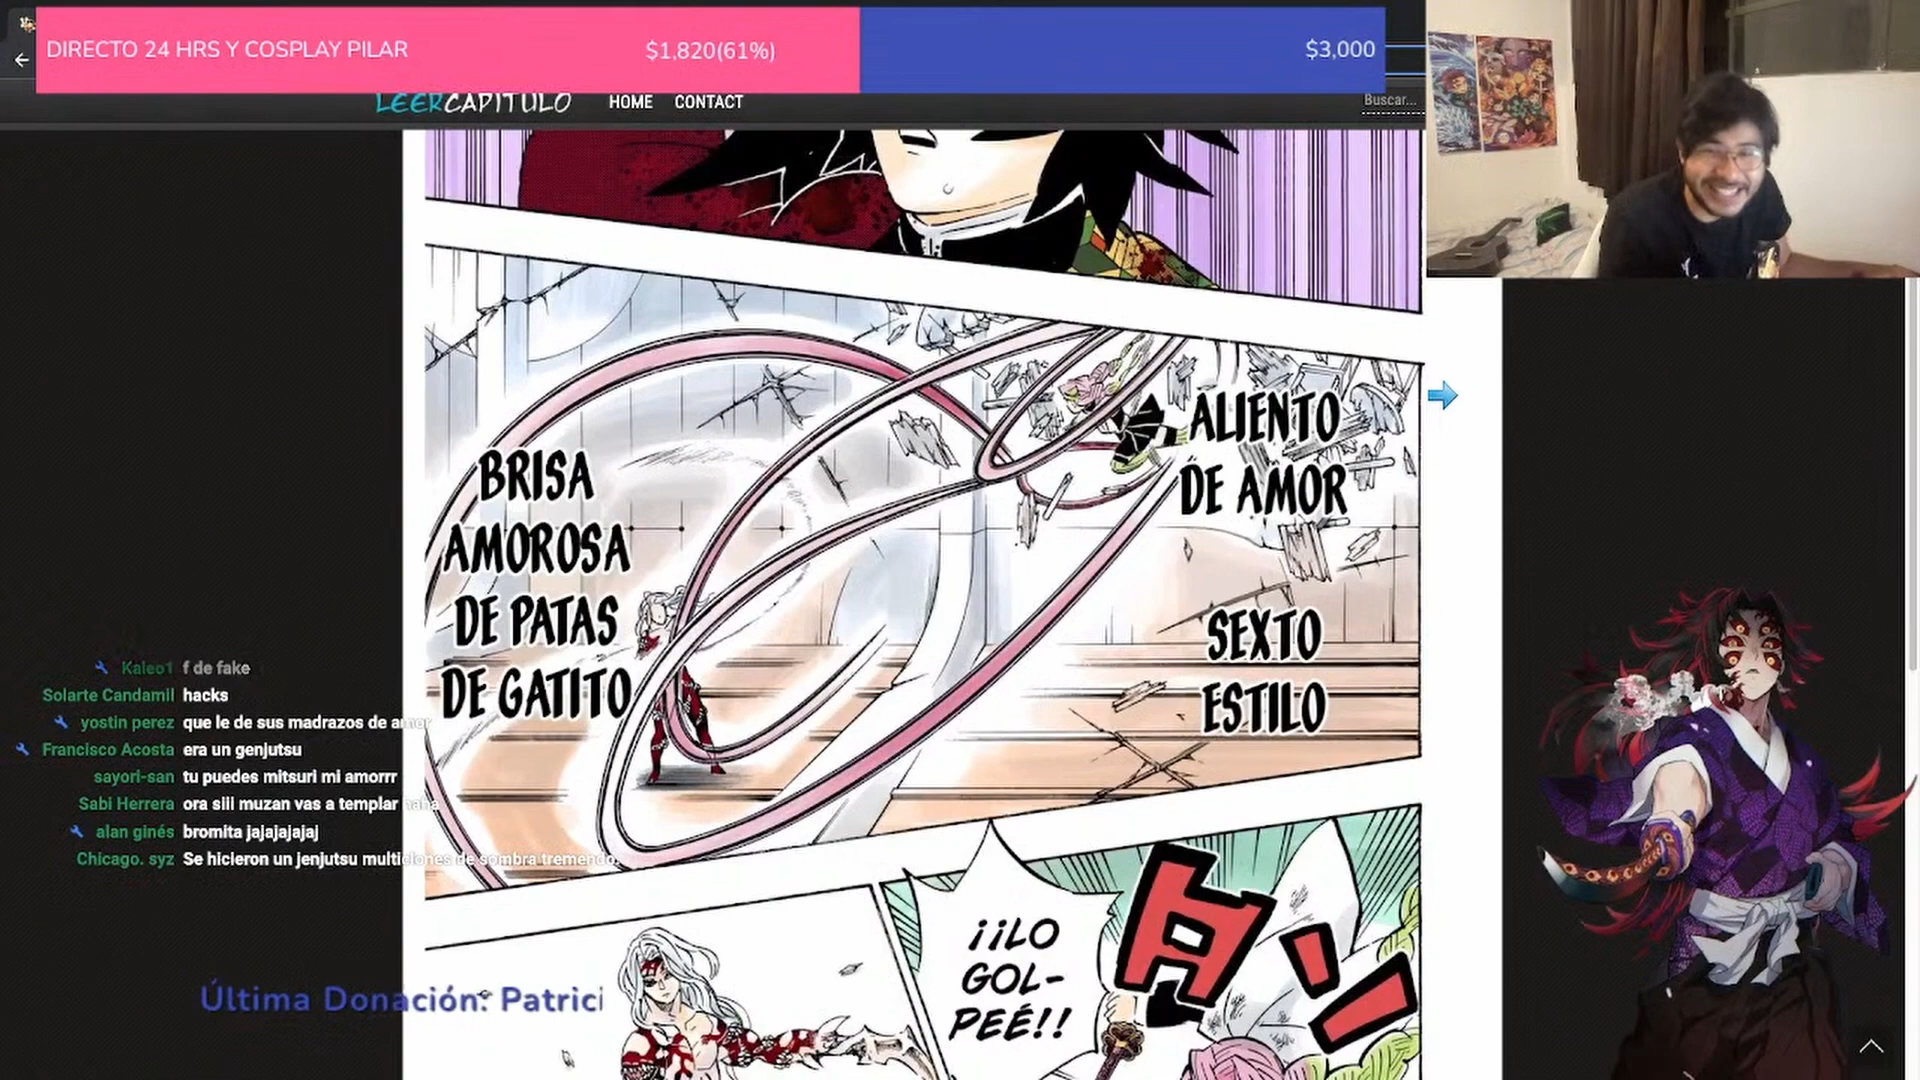 DIRECTO 24 HRS Y COSPLAY PILAR
$1,820(61%)
$3,000
LEERCAPITULO
HOME
CONTACT
Buscar...
ALIENTO
DE AMOR
SEXTO
ESTILO
BRISA
AMOROSA
DE PATAS
DE GATITO
Kaleo1 f de fake
Solarte Candamil hacks
yostin perez que le de sus madrazos de amor
Francisco Acosta era un genjutsu
sayori-san tu puedes mitsuri mi amorrr
Sabi Herrera ora siii muzan vas a templar haha
alan ginés bromita jajajajajaj
Chicago. syz Se hicieron un jenjutsu multiclones de sombra tremendo.
¡¡LO
GOL-
PEÉ!!
Última Donación: Patrici